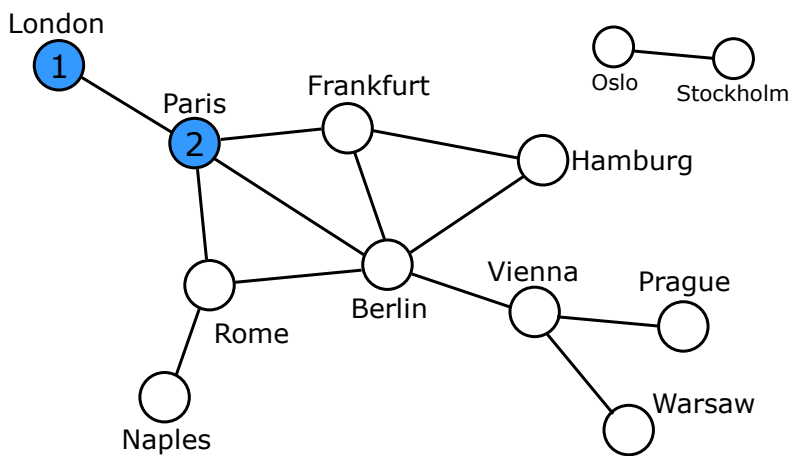 London
1
Paris
2
Frankfurt
Hamburg
Oslo
Stockholm
Rome
Berlin
Vienna
Prague
Warsaw
Naples